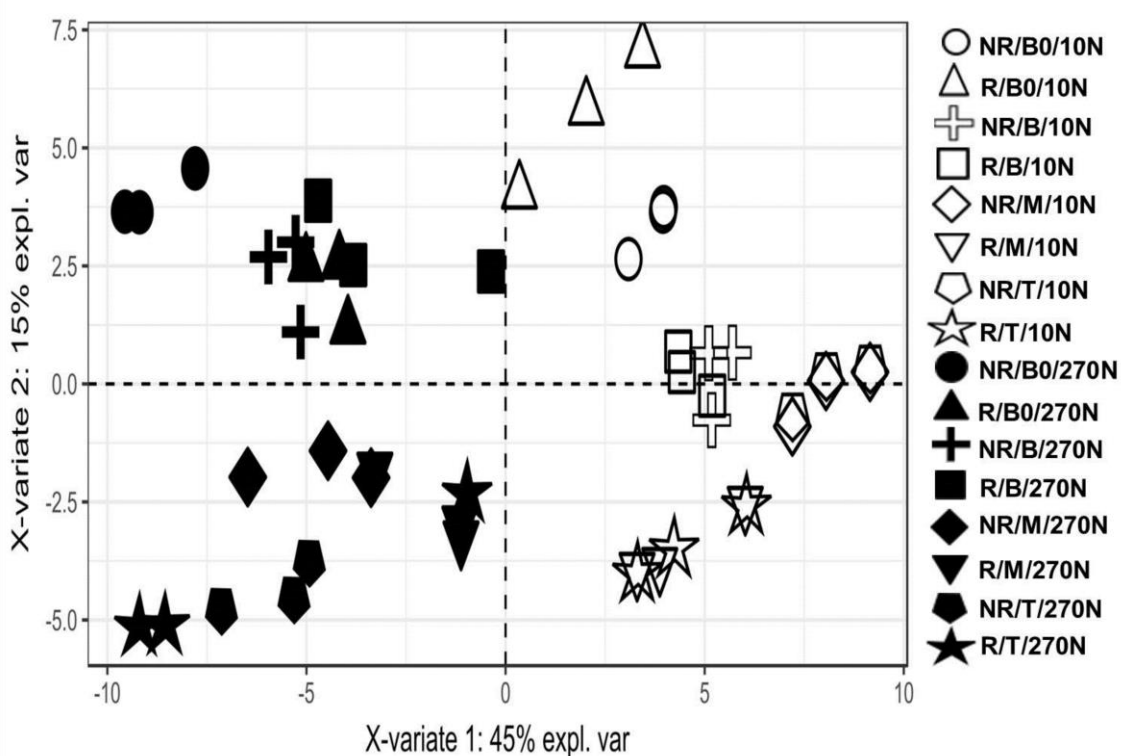 7.5
5.0
2.5
0.0
-2.5
-5.0
X-variate 2: 15% expl. var
-10
-5
0
5
10
X-variate 1: 45% expl. var
NR/B0/10N
R/B0/10N
NR/B/10N
R/B/10N
NR/M/10N
R/M/10N
NR/T/10N
R/T/10N
NR/B0/270N
R/B0/270N
NR/B/270N
R/B/270N
NR/M/270N
R/M/270N
NR/T/270N
R/T/270N